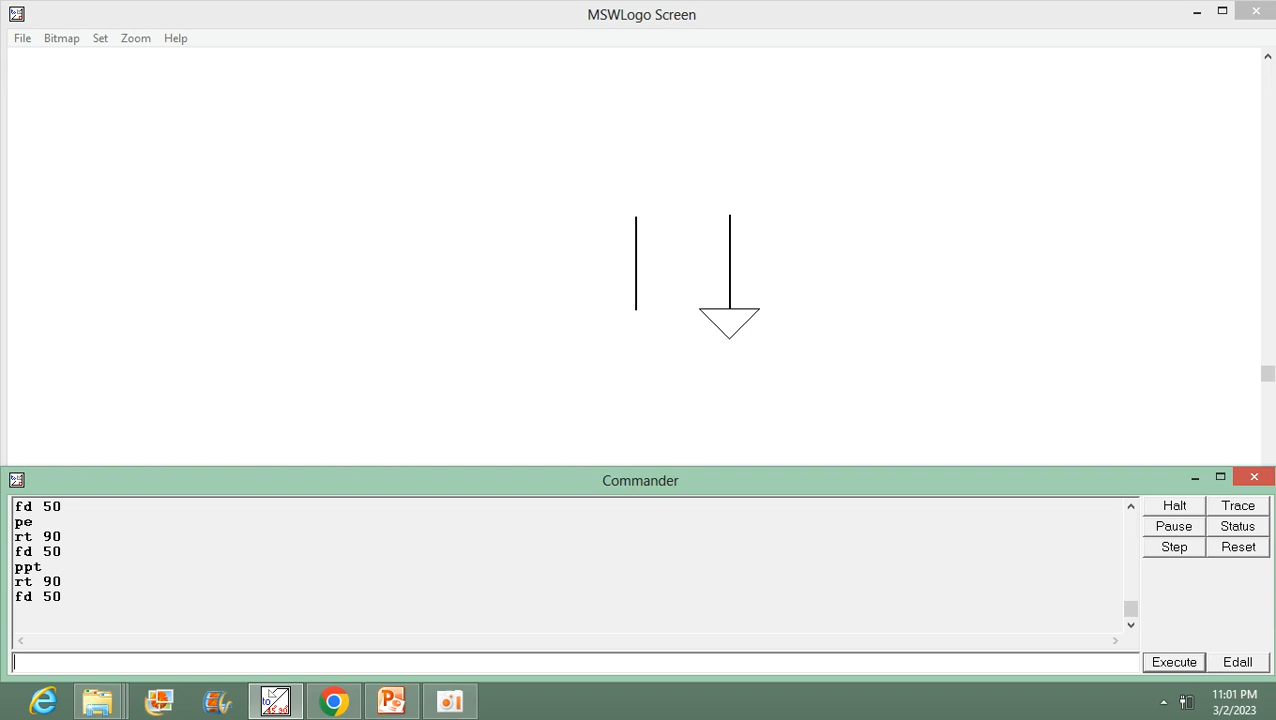 MSWLogo Screen
File Bitmap Set Zoom Help
Commander
fd 50
pe
rt 90
fd 50
ppt
rt 90
fd 50
Halt Trace
Pause Status
Step Reset
Execute Edall
11:01 PM
3/2/2023